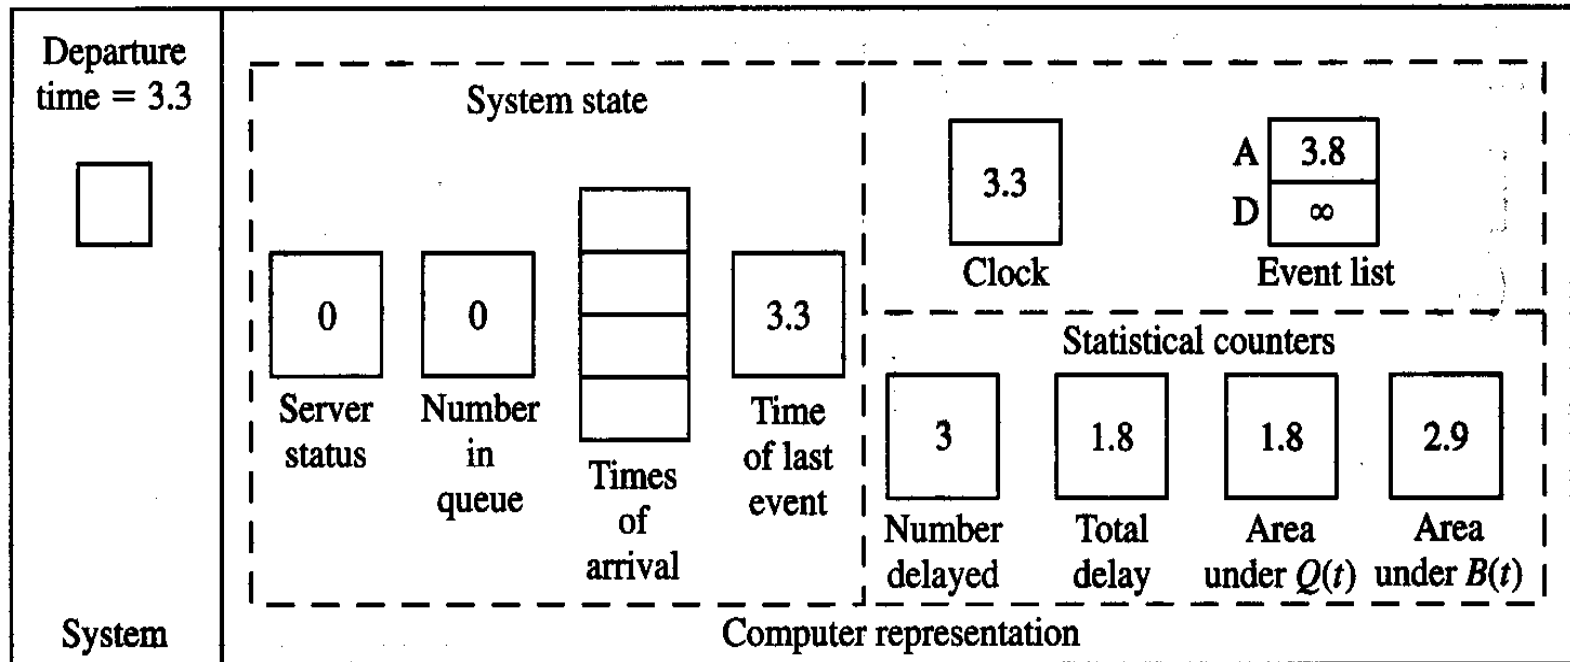 Departure
time = 3.3
System
System state
0
Server
status
0
Number
in
queue
Times
of
arrival
3.3
Time
of last
event
3.3
Clock
A 3.8
D ∞
Event list
Statistical counters
3
Number
delayed
1.8
Total
delay
1.8
Area
under Q(t)
2.9
Area
under B(t)
Computer representation